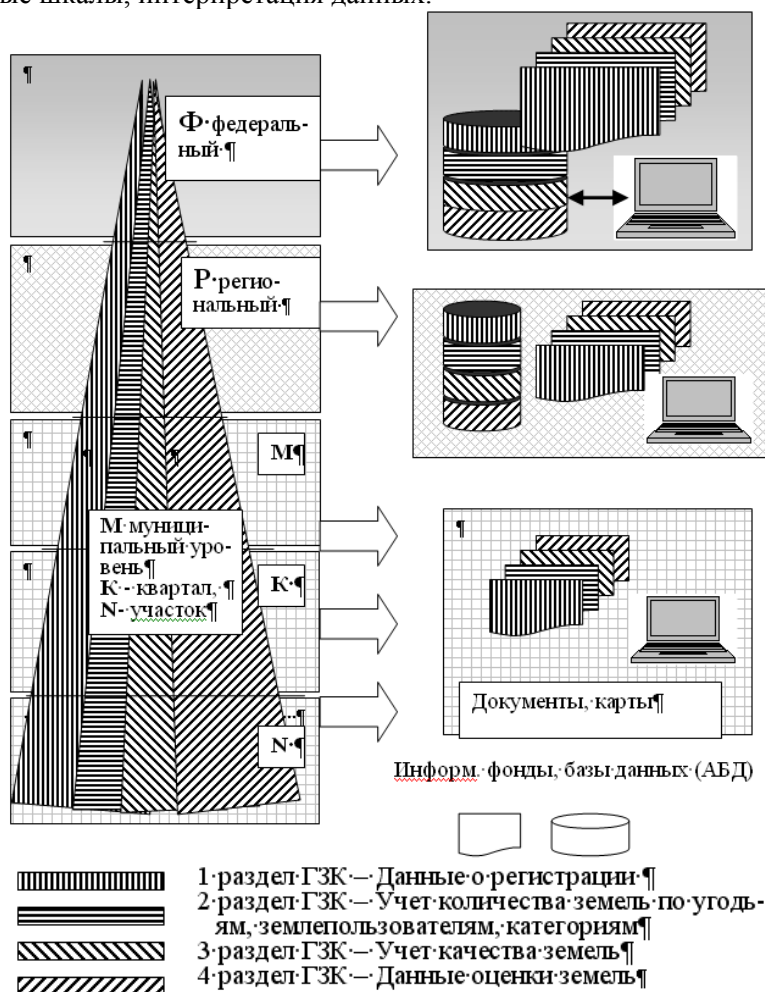 ые шкалы, интерпретация данных.
Ф федераль-
ный
Р регио-
нальный
М
М муници-
пальный уро-
вень
К - квартал,
N- участок
К
N
Документы, карты
Информ. фонды, базы данных (АБД)
1 раздел ГЗК – Данные о регистрации
2 раздел ГЗК – Учет количества земель по угодь-
ям, землепользователям, категориям
3 раздел ГЗК – Учет качества земель
4 раздел ГЗК – Данные оценки земель